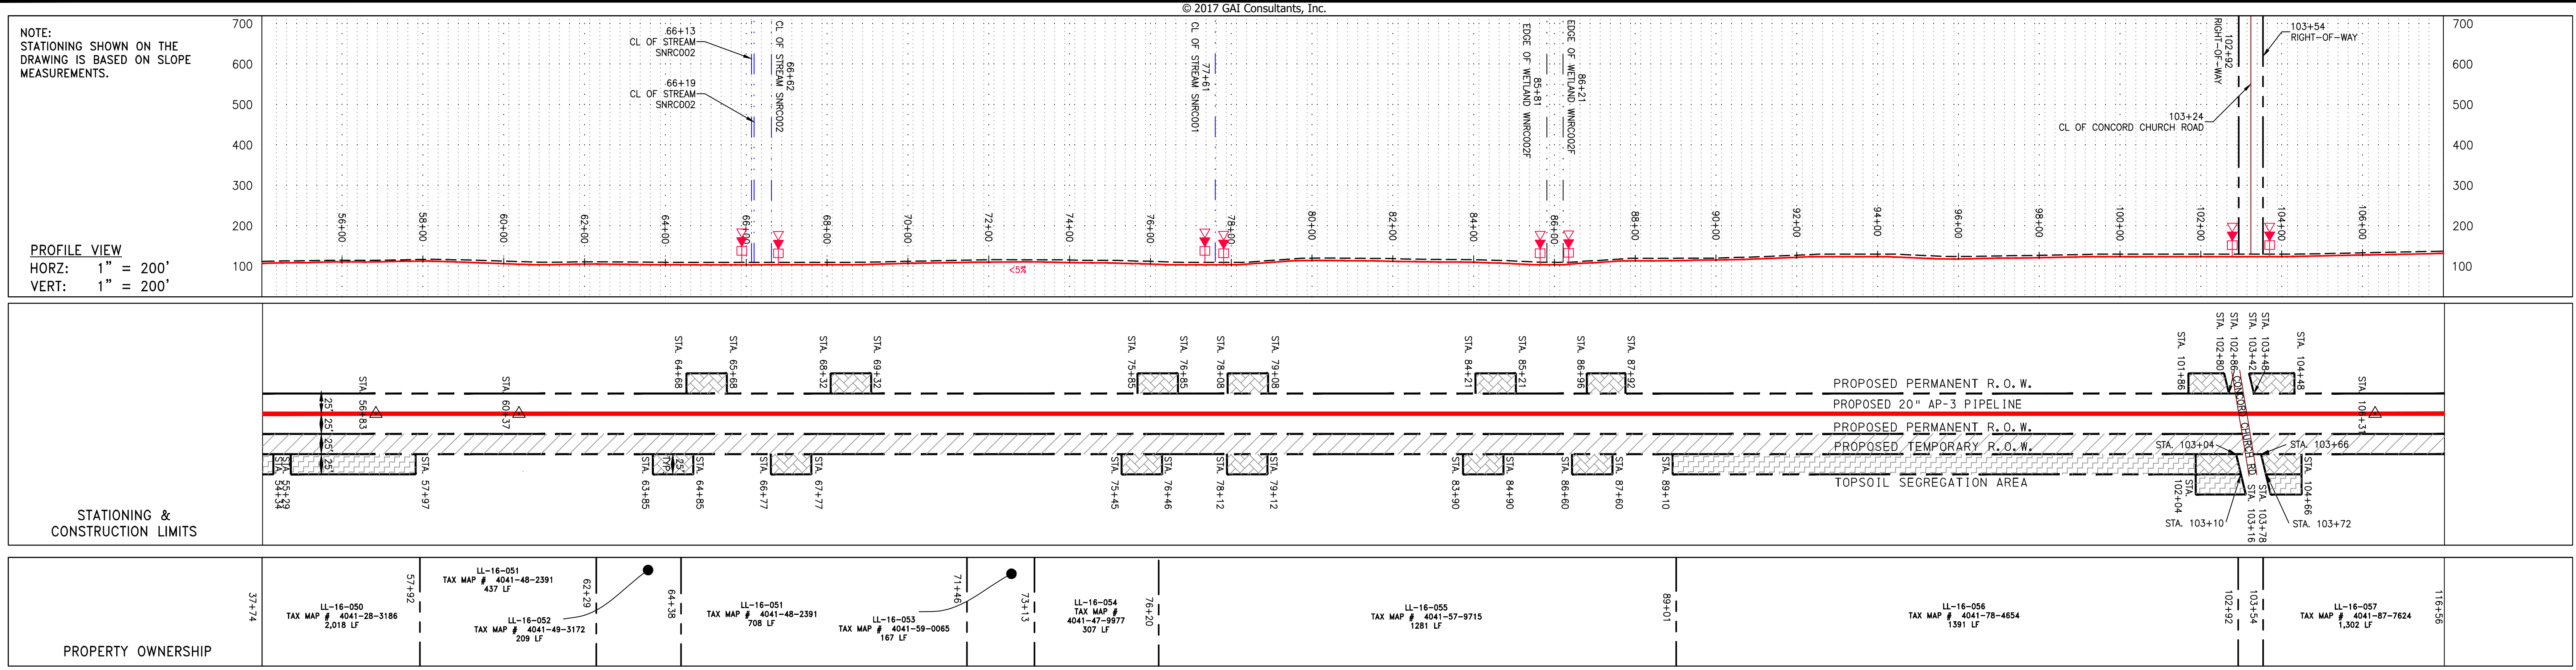 © 2017 GAI Consultants, Inc.
NOTE:
STATIONING SHOWN ON THE
DRAWING IS BASED ON SLOPE
MEASUREMENTS.
PROFILE VIEW
HORZ: 1" = 200'
VERT: 1" = 200'
700
600
500
400
300
200
100
66+13
CL OF STREAM
SNRC002
66+19
CL OF STREAM
SNRC002
66+62
CL OF STREAM SNRC002
77+61
CL OF STREAM SNRC001
85+81
EDGE OF WETLAND WNRC002F
86+21
EDGE OF WETLAND WNRC002F
102+92
RIGHT-OF-WAY
103+54
RIGHT-OF-WAY
103+24
CL OF CONCORD CHURCH ROAD
700
600
500
400
300
200
100
56+00
58+00
60+00
62+00
64+00
66+00
68+00
70+00
72+00
74+00
76+00
78+00
80+00
82+00
84+00
86+00
88+00
90+00
92+00
94+00
96+00
98+00
100+00
102+00
104+00
106+00
<5%
STATIONING &
CONSTRUCTION LIMITS
STA. 56+83
STA. 60+37
STA. 64+68
STA. 65+68
STA. 68+32
STA. 69+32
STA. 75+85
STA. 76+85
STA. 78+08
STA. 79+08
STA. 84+21
STA. 85+21
STA. 86+96
STA. 87+92
STA. 101+86
STA. 102+80
STA. 102+86
STA. 103+42
STA. 103+48
STA. 104+48
STA. 106+31
25'
25'
25'
25'
PROPOSED PERMANENT R.O.W.
PROPOSED 20" AP-3 PIPELINE
PROPOSED PERMANENT R.O.W.
PROPOSED TEMPORARY R.O.W.
TOPSOIL SEGREGATION AREA
CONCORD CHURCH RD
STA. 103+04
STA. 103+66
STA. 54+34
STA. 55+29
STA. 57+97
STA. 63+85
TYP.
25'
STA. 64+85
STA. 66+77
STA. 67+77
STA. 75+45
STA. 76+46
STA. 78+12
STA. 79+12
STA. 83+90
STA. 84+90
STA. 86+60
STA. 87+60
STA. 89+10
STA. 102+04
STA. 103+10
STA. 103+16
STA. 103+78
STA. 103+72
STA. 104+66
PROPERTY OWNERSHIP
37+74
LL-16-050
TAX MAP # 4041-28-3186
2,018 LF
57+92
LL-16-051
TAX MAP # 4041-48-2391
437 LF
LL-16-052
TAX MAP # 4041-49-3172
209 LF
62+29
64+38
LL-16-051
TAX MAP # 4041-48-2391
708 LF
LL-16-053
TAX MAP # 4041-59-0065
167 LF
71+46
73+13
LL-16-054
TAX MAP #
4041-47-9977
307 LF
76+20
LL-16-055
TAX MAP # 4041-57-9715
1281 LF
89+01
LL-16-056
TAX MAP # 4041-78-4654
1391 LF
102+92
103+54
LL-16-057
TAX MAP # 4041-87-7624
1,302 LF
116+56